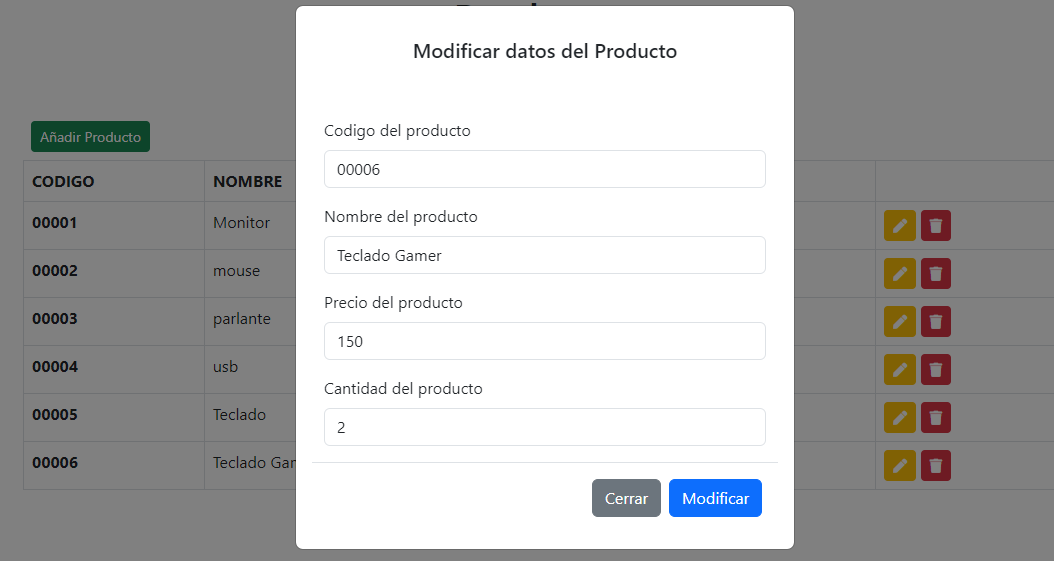 Modificar datos del Producto
Añadir Producto
Codigo del producto
00006
Nombre del producto
Teclado Gamer
Precio del producto
150
Cantidad del producto
2
Cerrar Modificar
CODIGO NOMBRE
00001 Monitor
00002 mouse
00003 parlante
00004 usb
00005 Teclado
00006 Teclado